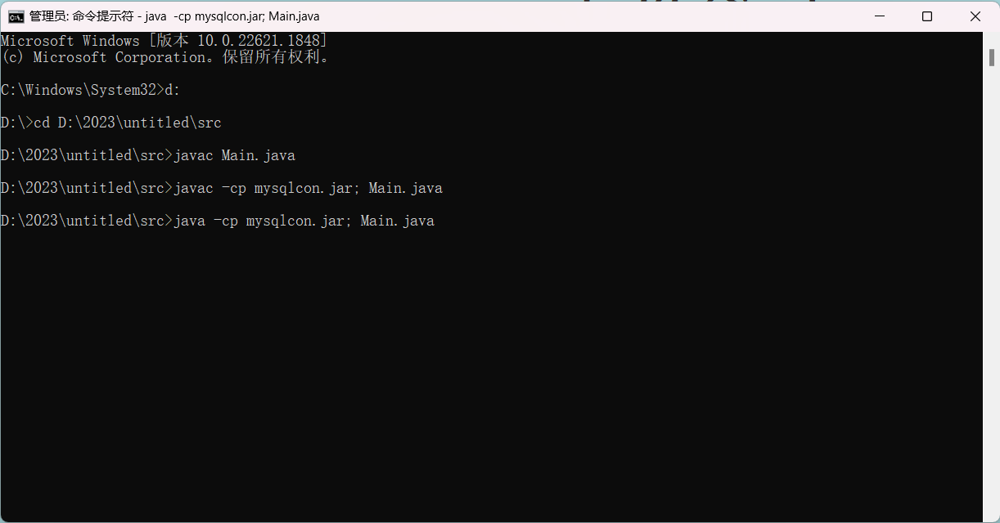 管理员: 命令提示符 - java  -cp mysqlcon.jar; Main.java
Microsoft Windows [版本 10.0.22621.1848]
(c) Microsoft Corporation。保留所有权利。
C:\Windows\System32>d:
D:\>cd D:\2023\untitled\src
D:\2023\untitled\src>javac Main.java
D:\2023\untitled\src>javac -cp mysqlcon.jar; Main.java
D:\2023\untitled\src>java -cp mysqlcon.jar; Main.java